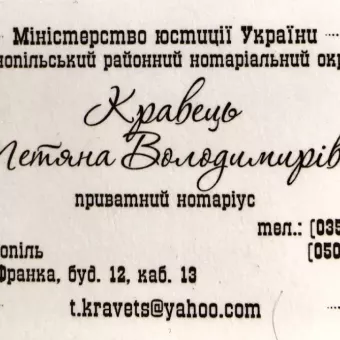 Міністерство юстиції України
нопільський районний нотаріальний окр
Кравець
Тетяна Володимирів
приватний нотаріус
тел.: (035
опіль (050
Франка, буд. 12, каб. 13
t.kravets@yahoo.com